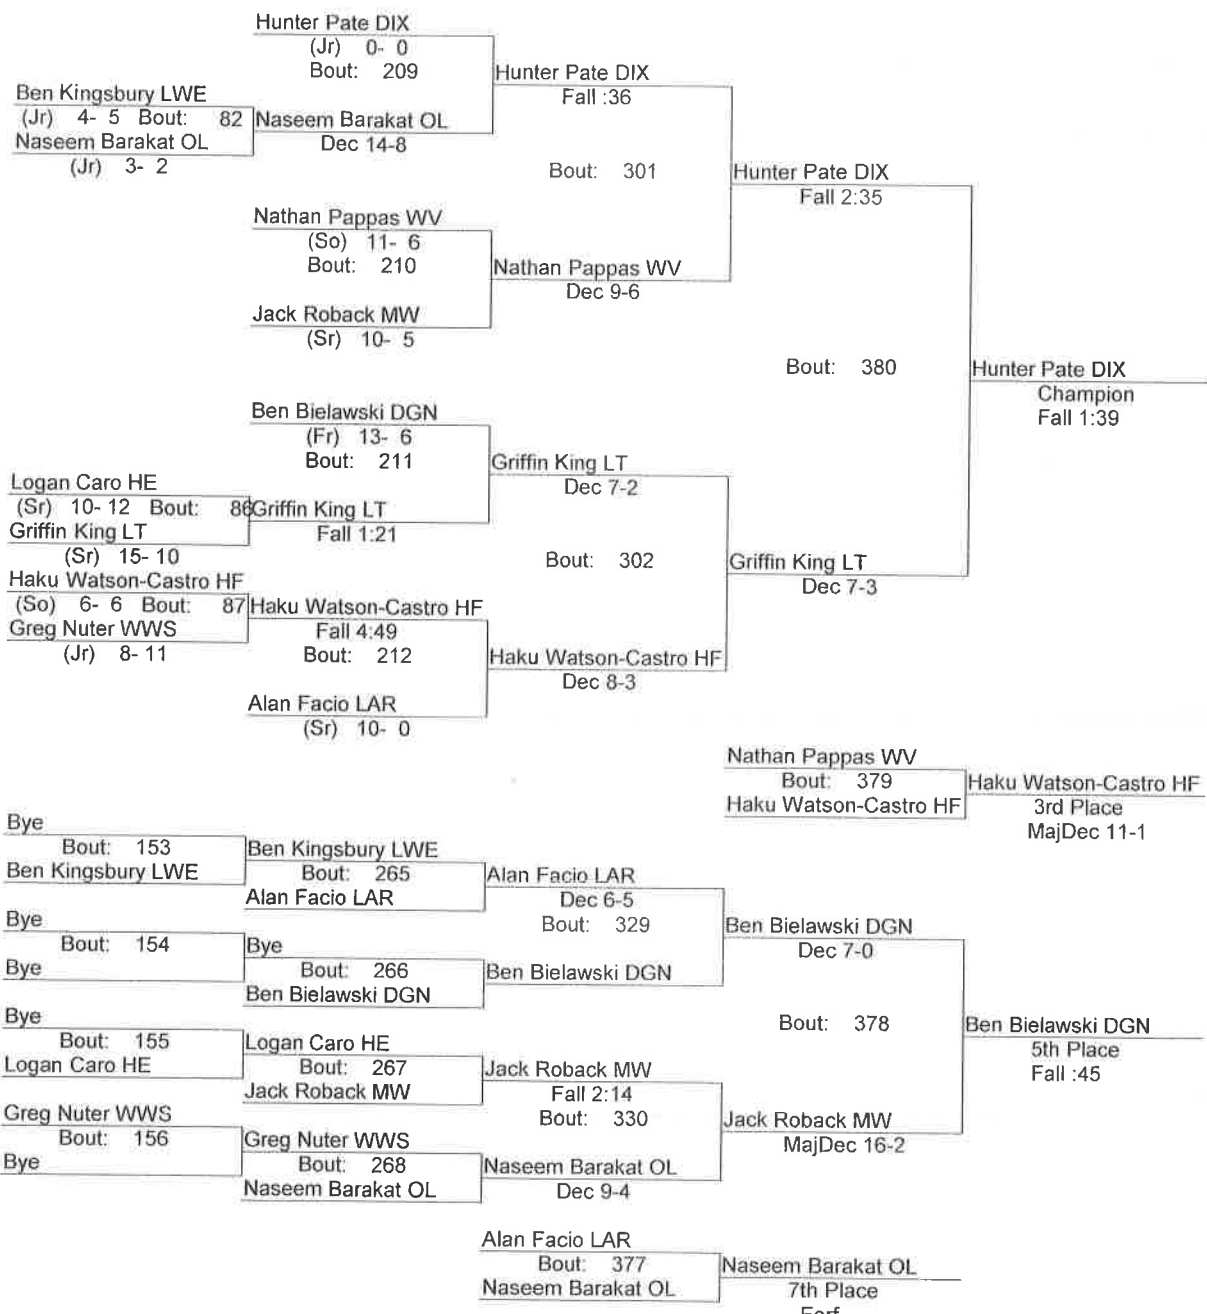 Hunter Pate DIX
(Jr) 0- 0
Bout: 209
Hunter Pate DIX
Fall :36
Ben Kingsbury LWE
(Jr) 4- 5 Bout: 82
Naseem Barakat OL
Dec 14-8
Naseem Barakat OL
(Jr) 3- 2
Bout: 301
Hunter Pate DIX
Fall 2:35
Nathan Pappas WV
(So) 11- 6
Bout: 210
Nathan Pappas WV
Dec 9-6
Jack Roback MW
(Sr) 10- 5
Bout: 380
Hunter Pate DIX
Champion
Fall 1:39
Ben Bielawski DGN
(Fr) 13- 6
Bout: 211
Griffin King LT
Dec 7-2
Logan Caro HE
(Sr) 10- 12 Bout: 86
Griffin King LT
Fall 1:21
Griffin King LT
(Sr) 15- 10
Bout: 302
Griffin King LT
Dec 7-3
Haku Watson-Castro HF
(So) 6- 6 Bout: 87
Haku Watson-Castro HF
Fall 4:49
Greg Nuter WWS
(Jr) 8- 11
Bout: 212
Haku Watson-Castro HF
Dec 8-3
Alan Facio LAR
(Sr) 10- 0
Nathan Pappas WV
Bout: 379
Haku Watson-Castro HF
Haku Watson-Castro HF
3rd Place
MajDec 11-1
Bye
Bout: 153
Ben Kingsbury LWE
Ben Kingsbury LWE
Bout: 265
Alan Facio LAR
Alan Facio LAR
Dec 6-5
Bout: 329
Bye
Bout: 154
Bye
Bye
Bout: 266
Ben Bielawski DGN
Ben Bielawski DGN
Ben Bielawski DGN
Dec 7-0
Bye
Bout: 155
Logan Caro HE
Logan Caro HE
Bout: 267
Jack Roback MW
Bout: 378
Ben Bielawski DGN
5th Place
Fall :45
Jack Roback MW
Fall 2:14
Bout: 330
Greg Nuter WWS
Bout: 156
Bye
Greg Nuter WWS
Bout: 268
Naseem Barakat OL
Naseem Barakat OL
Dec 9-4
Jack Roback MW
MajDec 16-2
Alan Facio LAR
Bout: 377
Naseem Barakat OL
Naseem Barakat OL
7th Place
Forf